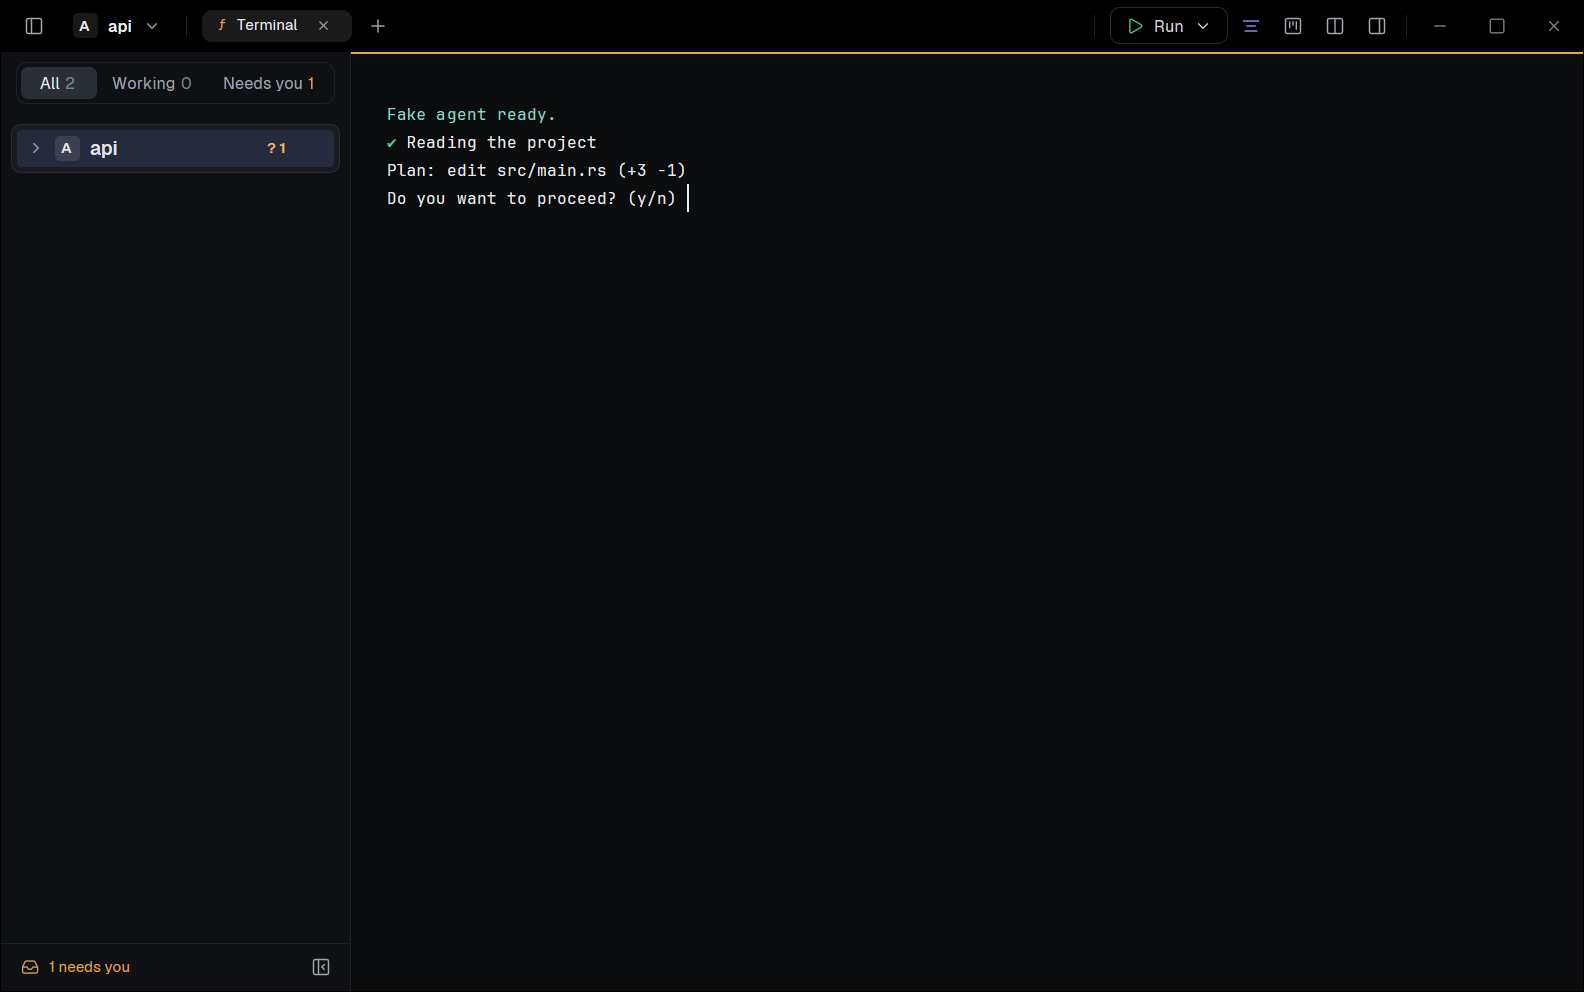 A api
ƒ Terminal
Run
All 2 Working 0 Needs you 1
A api ? 1
Fake agent ready.
✔ Reading the project
Plan: edit src/main.rs (+3 -1)
Do you want to proceed? (y/n)
1 needs you